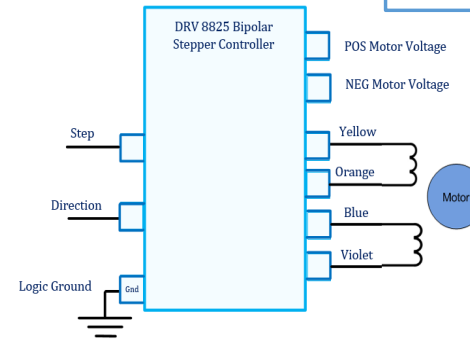 DRV 8825 Bipolar
Stepper Controller
POS Motor Voltage
NEG Motor Voltage
Step
Yellow
Orange
Motor
Direction
Blue
Violet
Logic Ground
Gnd